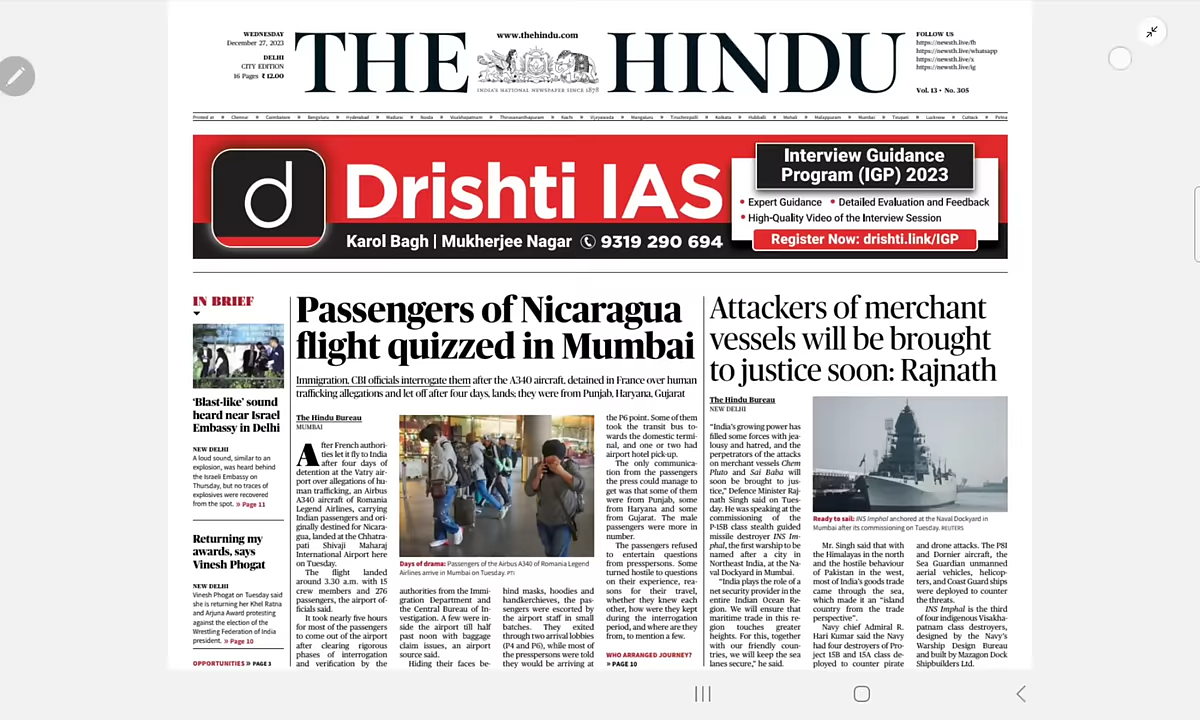 WEDNESDAY
December 27, 2023
DELHI
CITY EDITION
16 Pages ₹ 12.00
THE HINDU
www.thehindu.com
INDIA'S NATIONAL NEWSPAPER SINCE 1878
FOLLOW US
https://newsth.live/fb
https://newsth.live/whatsapp
https://newsth.live/x
https://newsth.live/ig
Vol. 13 • No. 305
Printed at » Chennai » Coimbatore » Bengaluru » Hyderabad » Madurai » Noida » Visakhapatnam » Thiruvananthapuram » Kochi » Vijayawada » Mangaluru » Tiruchirapalli » Kolkata » Hubballi » Mohali » Malappuram » Mumbai » Tirupati » Lucknow » Cuttack » Patna
d
Drishti IAS
Karol Bagh | Mukherjee Nagar 9319 290 694
Interview Guidance
Program (IGP) 2023
• Expert Guidance • Detailed Evaluation and Feedback
• High-Quality Video of the Interview Session
Register Now: drishti.link/IGP
IN BRIEF
'Blast-like' sound
heard near Israel
Embassy in Delhi
NEW DELHI
A loud sound, similar to an
explosion, was heard behind
the Israeli Embassy on
Thursday, but no traces of
explosives were recovered
from the spot. » Page 11
Returning my
awards, says
Vinesh Phogat
NEW DELHI
Vinesh Phogat on Tuesday said
she is returning her Khel Ratna
and Arjuna Award protesting
against the election of the
Wrestling Federation of India
president. » Page 10
OPPORTUNITIES » PAGE 3
Passengers of Nicaragua
flight quizzed in Mumbai
Immigration, CBI officials interrogate them after the A340 aircraft, detained in France over human
trafficking allegations and let off after four days, lands; they were from Punjab, Haryana, Gujarat
The Hindu Bureau
MUMBAI
After French authori-
ties let it fly to India
after four days of
detention at the Vatry air-
port over allegations of hu-
man trafficking, an Airbus
A340 aircraft of Romania
Legend Airlines, carrying
Indian passengers and or-
iginally destined for Nicara-
gua, landed at the Chhatra-
pati Shivaji Maharaj
International Airport here
on Tuesday.
The flight landed
around 3.30 a.m. with 15
crew members and 276
passengers, the airport of-
ficials said.
It took nearly five hours
for most of the passengers
to come out of the airport
after clearing rigorous
phases of interrogation
and verification by the
Days of drama: Passengers of the Airbus A340 of Romania Legend
Airlines arrive in Mumbai on Tuesday. PTI
authorities from the Immi-
gration Department and
the Central Bureau of In-
vestigation. A few were in-
side the airport till half
past noon with baggage
claim issues, an airport
source said.
Hiding their faces be-
hind masks, hoodies and
handkerchieves, the pas-
sengers were escorted by
the airport staff in small
batches. They exited
through two arrival lobbies
(P4 and P6), while most of
the presspersons were told
they would be arriving at
the P6 point. Some of them
took the transit bus to-
wards the domestic termi-
nal, and one or two had
airport hotel pick-up.
The only communica-
tion from the passengers
the press could manage to
get was that some of them
were from Punjab, some
from Haryana and some
from Gujarat. The male
passengers were more in
number.
The passengers refused
to entertain questions
from presspersons. Some
turned hostile to questions
on their experience, rea-
sons for their travel,
whether they knew each
other, how were they kept
during the interrogation
period, and where are they
from, to mention a few.
WHO ARRANGED JOURNEY?
» PAGE 10
Attackers of merchant
vessels will be brought
to justice soon: Rajnath
The Hindu Bureau
NEW DELHI
“India’s growing power has
filled some forces with jea-
lousy and hatred, and the
perpetrators of the attacks
on merchant vessels Chem
Pluto and Sai Baba will
soon be brought to jus-
tice,” Defence Minister Raj-
nath Singh said on Tues-
day. He was speaking at the
commissioning of the
P-15B class stealth guided
missile destroyer INS Im-
phal, the first warship to be
named after a city in
Northeast India, at the Na-
val Dockyard in Mumbai.
“India plays the role of a
net security provider in the
entire Indian Ocean Re-
gion. We will ensure that
maritime trade in this re-
gion touches greater
heights. For this, together
with our friendly coun-
tries, we will keep the sea
lanes secure,” he said.
Ready to sail: INS Imphal anchored at the Naval Dockyard in
Mumbai after its commissioning on Tuesday. REUTERS
Mr. Singh said that with
the Himalayas in the north
and the hostile behaviour
of Pakistan in the west,
most of India’s goods trade
came through the sea,
which made it an “island
country from the trade
perspective”.
Navy chief Admiral R.
Hari Kumar said the Navy
had four destroyers of Pro-
ject 15B and 15A class de-
ployed to counter pirate
and drone attacks. The P8I
and Dornier aircraft, the
Sea Guardian unmanned
aerial vehicles, helicop-
ters, and Coast Guard ships
were deployed to counter
the threats.
INS Imphal is the third
of four indigenous Visakha-
patnam class destroyers,
designed by the Navy’s
Warship Design Bureau
and built by Mazagon Dock
Shipbuilders Ltd.